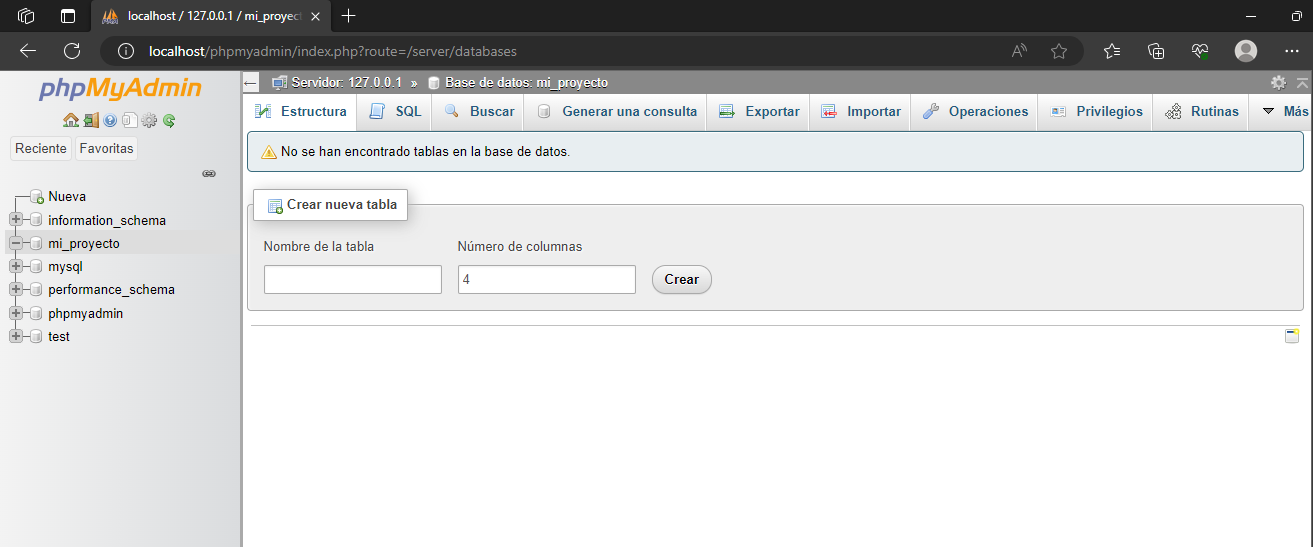 localhost / 127.0.0.1 / mi_proyect
localhost/phpmyadmin/index.php?route=/server/databases
phpMyAdmin
Reciente Favoritas
Nueva
information_schema
mi_proyecto
mysql
performance_schema
phpmyadmin
test
Servidor: 127.0.0.1 » Base de datos: mi_proyecto
Estructura SQL Buscar Generar una consulta Exportar Importar Operaciones Privilegios Rutinas Más
No se han encontrado tablas en la base de datos.
Crear nueva tabla
Nombre de la tabla Número de columnas
4 Crear